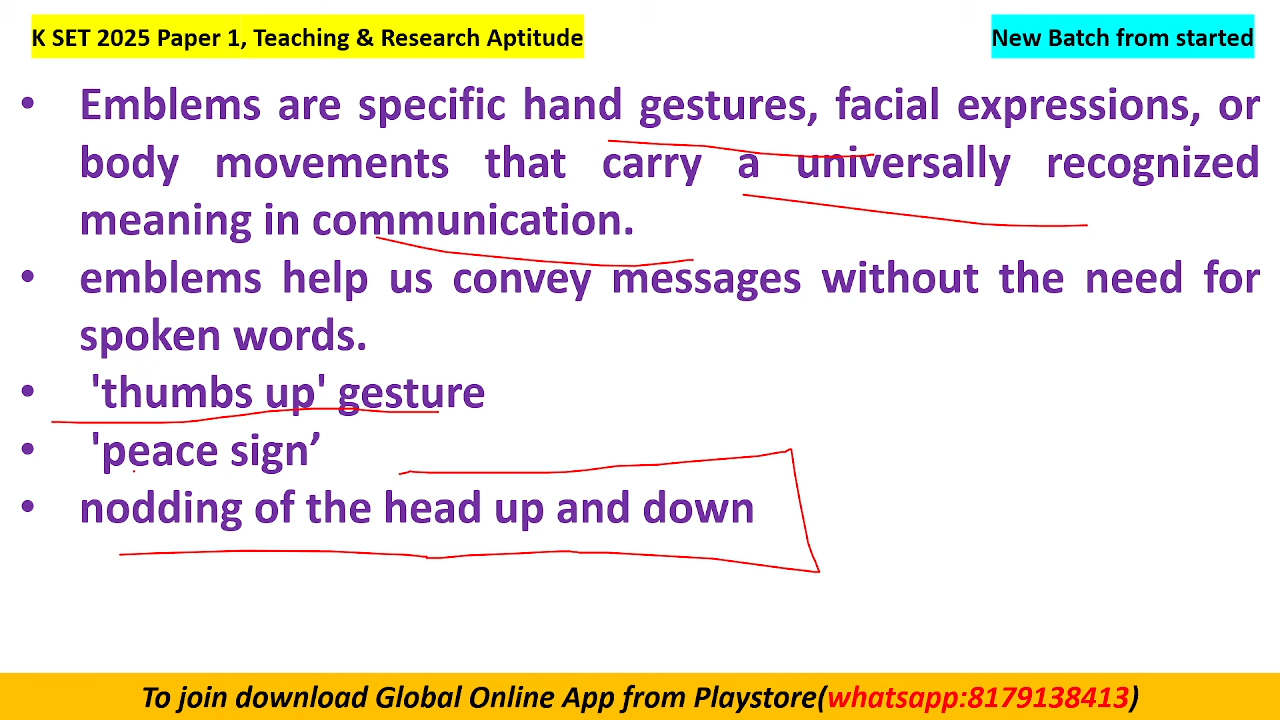 K SET 2025 Paper 1, Teaching & Research Aptitude
New Batch from started
• Emblems are specific hand gestures, facial expressions, or
body movements that carry a universally recognized
meaning in communication.
• emblems help us convey messages without the need for
spoken words.
• 'thumbs up' gesture
• 'peace sign’
• nodding of the head up and down
To join download Global Online App from Playstore(whatsapp:8179138413)